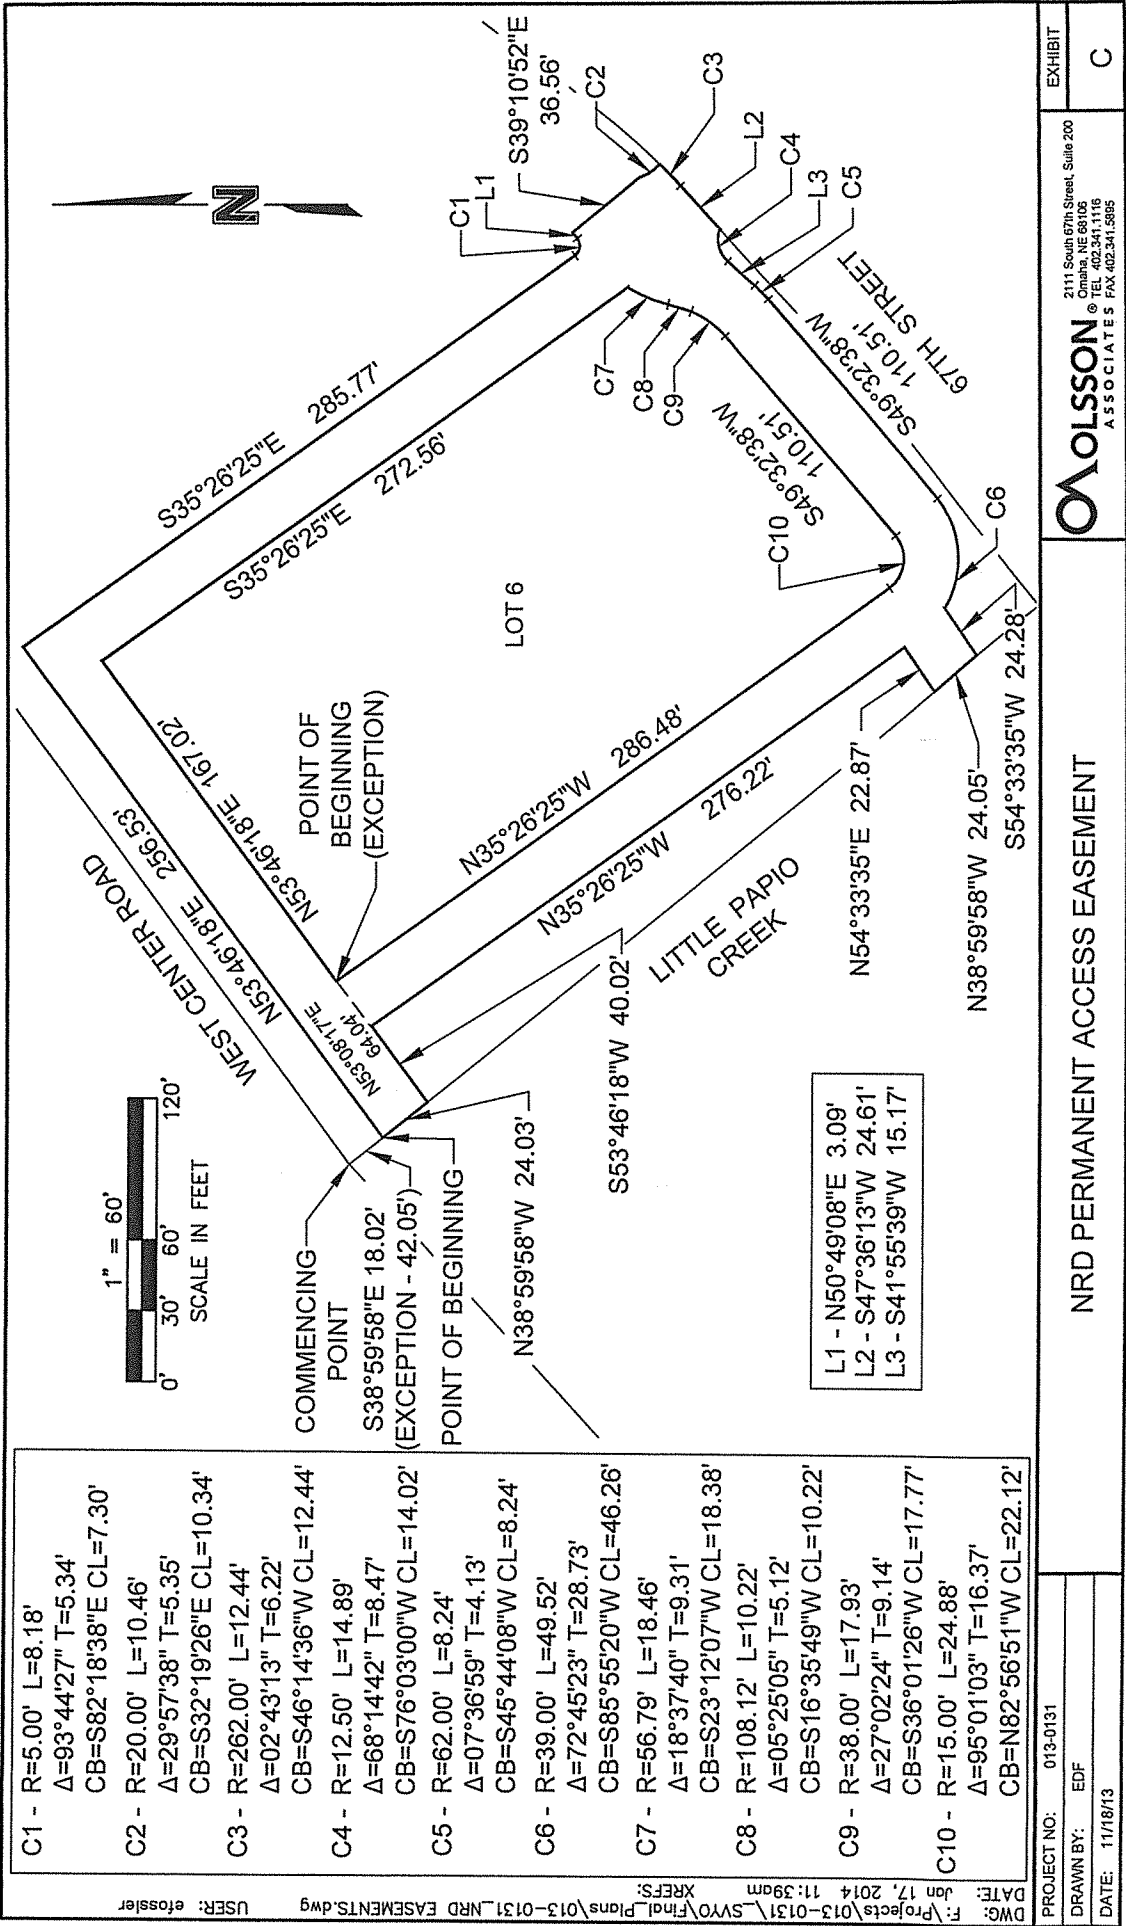 C1 - R=5.00' L=8.18'
Δ=93°44'27" T=5.34'
CB=S82°18'38"E CL=7.30'
C2 - R=20.00' L=10.46'
Δ=29°57'38" T=5.35'
CB=S32°19'26"E CL=10.34'
C3 - R=262.00' L=12.44'
Δ=02°43'13" T=6.22'
CB=S46°14'36"W CL=12.44'
C4 - R=12.50' L=14.89'
Δ=68°14'42" T=8.47'
CB=S76°03'00"W CL=14.02'
C5 - R=62.00' L=8.24'
Δ=07°36'59" T=4.13'
CB=S45°44'08"W CL=8.24'
C6 - R=39.00' L=49.52'
Δ=72°45'23" T=28.73'
CB=S85°55'20"W CL=46.26'
C7 - R=56.79' L=18.46'
Δ=18°37'40" T=9.31'
CB=S23°12'07"W CL=18.38'
C8 - R=108.12' L=10.22'
Δ=05°25'05" T=5.12'
CB=S16°35'49"W CL=10.22'
C9 - R=38.00' L=17.93'
Δ=27°02'24" T=9.14'
CB=S36°01'26"W CL=17.77'
C10 - R=15.00' L=24.88'
Δ=95°01'03" T=16.37'
CB=N82°56'51"W CL=22.12'
1" = 60'
0' 30' 60' 120'
SCALE IN FEET
COMMENCING
POINT
S38°59'58"E 18.02'
(EXCEPTION - 42.05')
POINT OF BEGINNING
N38°59'58"W 24.03'
S53°46'18"W 40.02'
L1 - N50°49'08"E 3.09'
L2 - S47°36'13"W 24.61'
L3 - S41°55'39"W 15.17'
WEST CENTER ROAD
N53°46'18"E 256.53'
N53°46'18"E 167.02'
N53°08'17"E
64.04'
POINT OF
BEGINNING
(EXCEPTION)
N35°26'25"W 286.48'
N35°26'25"W 276.22'
LITTLE PAPIO
CREEK
N54°33'35"E 22.87'
N38°59'58"W 24.05'
S54°33'35"W 24.28'
LOT 6
S35°26'25"E 285.77'
S35°26'25"E 272.56'
N
C1
L1
S39°10'52"E
36.56'
C2
C3
L2
C4
L3
C5
C7
C8
C9
C10
C6
S49°32'38"W
110.51'
S49°32'38"W
110.51'
67TH STREET
DWG: F:\Projects\013-0131\_SVYO\Final_Plans\013-0131_NRD EASEMENTS.dwg USER: efossler
DATE: Jan 17, 2014 11:39am XREFS:
PROJECT NO: 013-0131
DRAWN BY: EDF
DATE: 11/18/13
NRD PERMANENT ACCESS EASEMENT
OLSSON ®
ASSOCIATES
2111 South 67th Street, Suite 200
Omaha, NE 68106
TEL 402.341.1116
FAX 402.341.5895
EXHIBIT
C